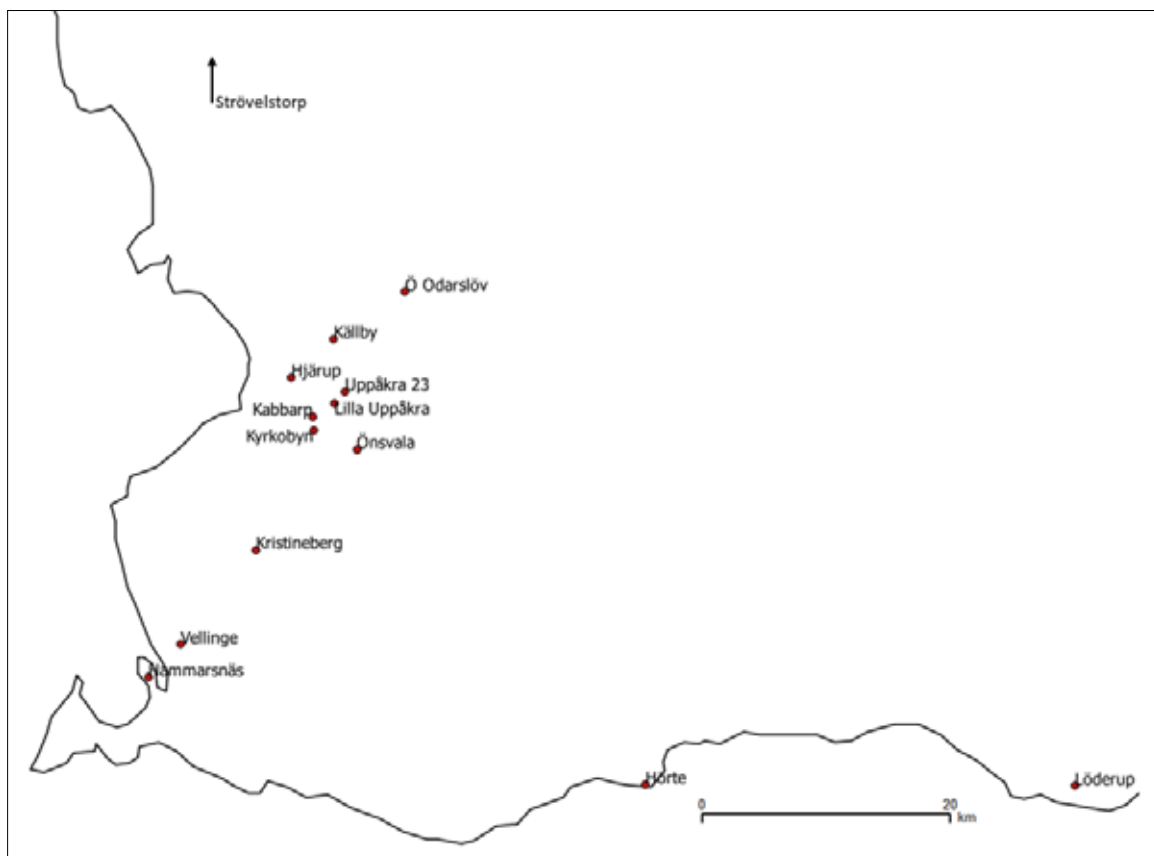 Strövelstorp
Ö Odarslöv
Källby
Hjärup
Uppåkra 23
Lilla Uppåkra
Kabbarp
Kyrkobyn
Önsvala
Kristineberg
Vellinge
Hammarsnäs
Hörte
Löderup
0
20
km